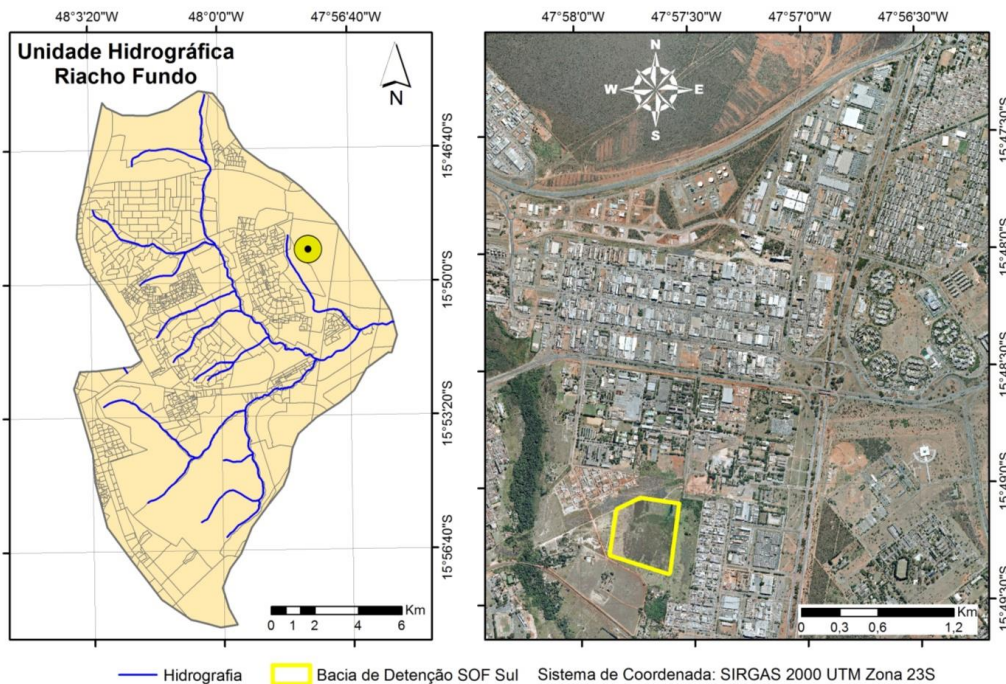 48°3'20"W 48°0'0"W 47°56'40"W
47°58'0"W 47°57'30"W 47°57'0"W 47°56'30"W
Unidade Hidrográfica
Riacho Fundo
N
15°46'40"S
15°50'0"S
15°53'20"S
15°56'40"S
Km
0 1 2 4 6
N
W E
S
15°47'30"S
15°48'0"S
15°48'30"S
15°49'0"S
15°49'30"S
Km
0 0,3 0,6 1,2
Hidrografia Bacia de Detenção SOF Sul Sistema de Coordenada: SIRGAS 2000 UTM Zona 23S